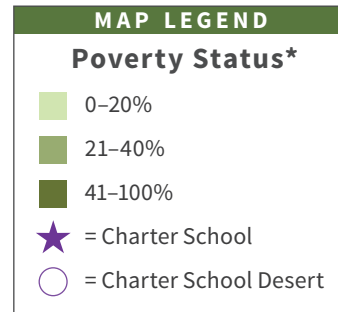 MAP LEGEND
Poverty Status*
0–20%
21–40%
41–100%
= Charter School
= Charter School Desert